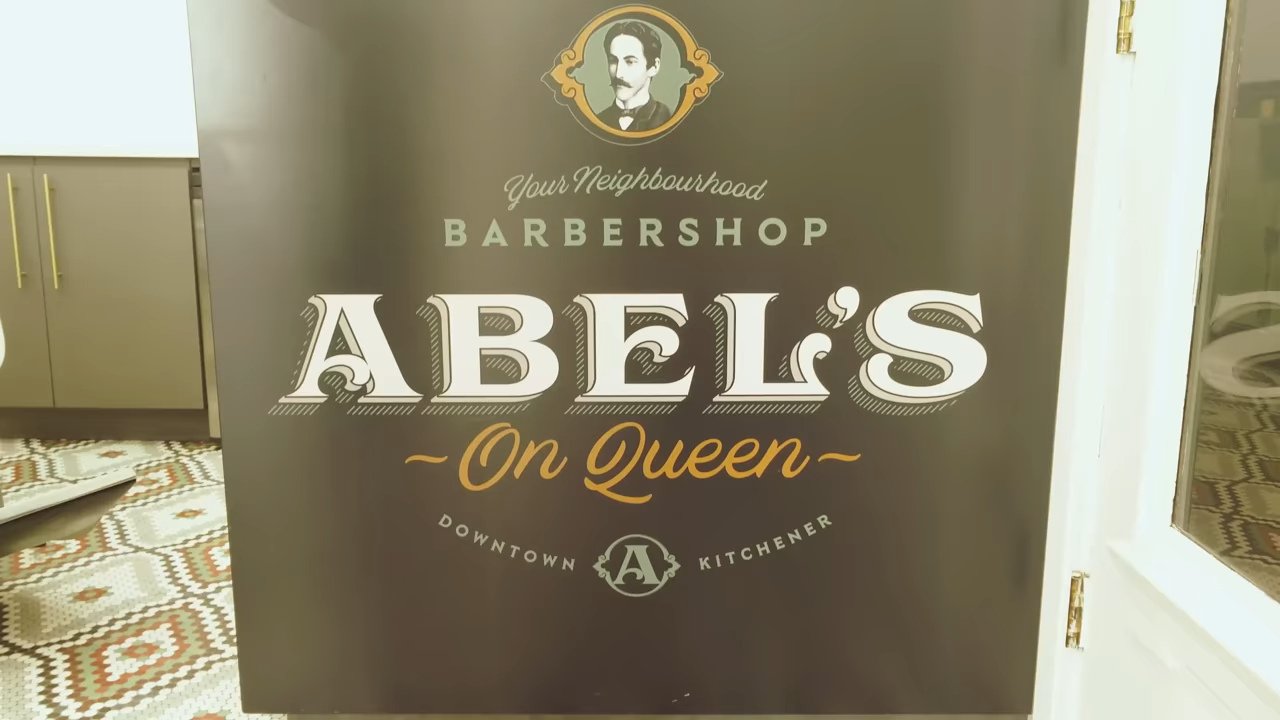 Your Neighbourhood
BARBERSHOP
ABEL'S
~On Queen~
DOWNTOWN A KITCHENER